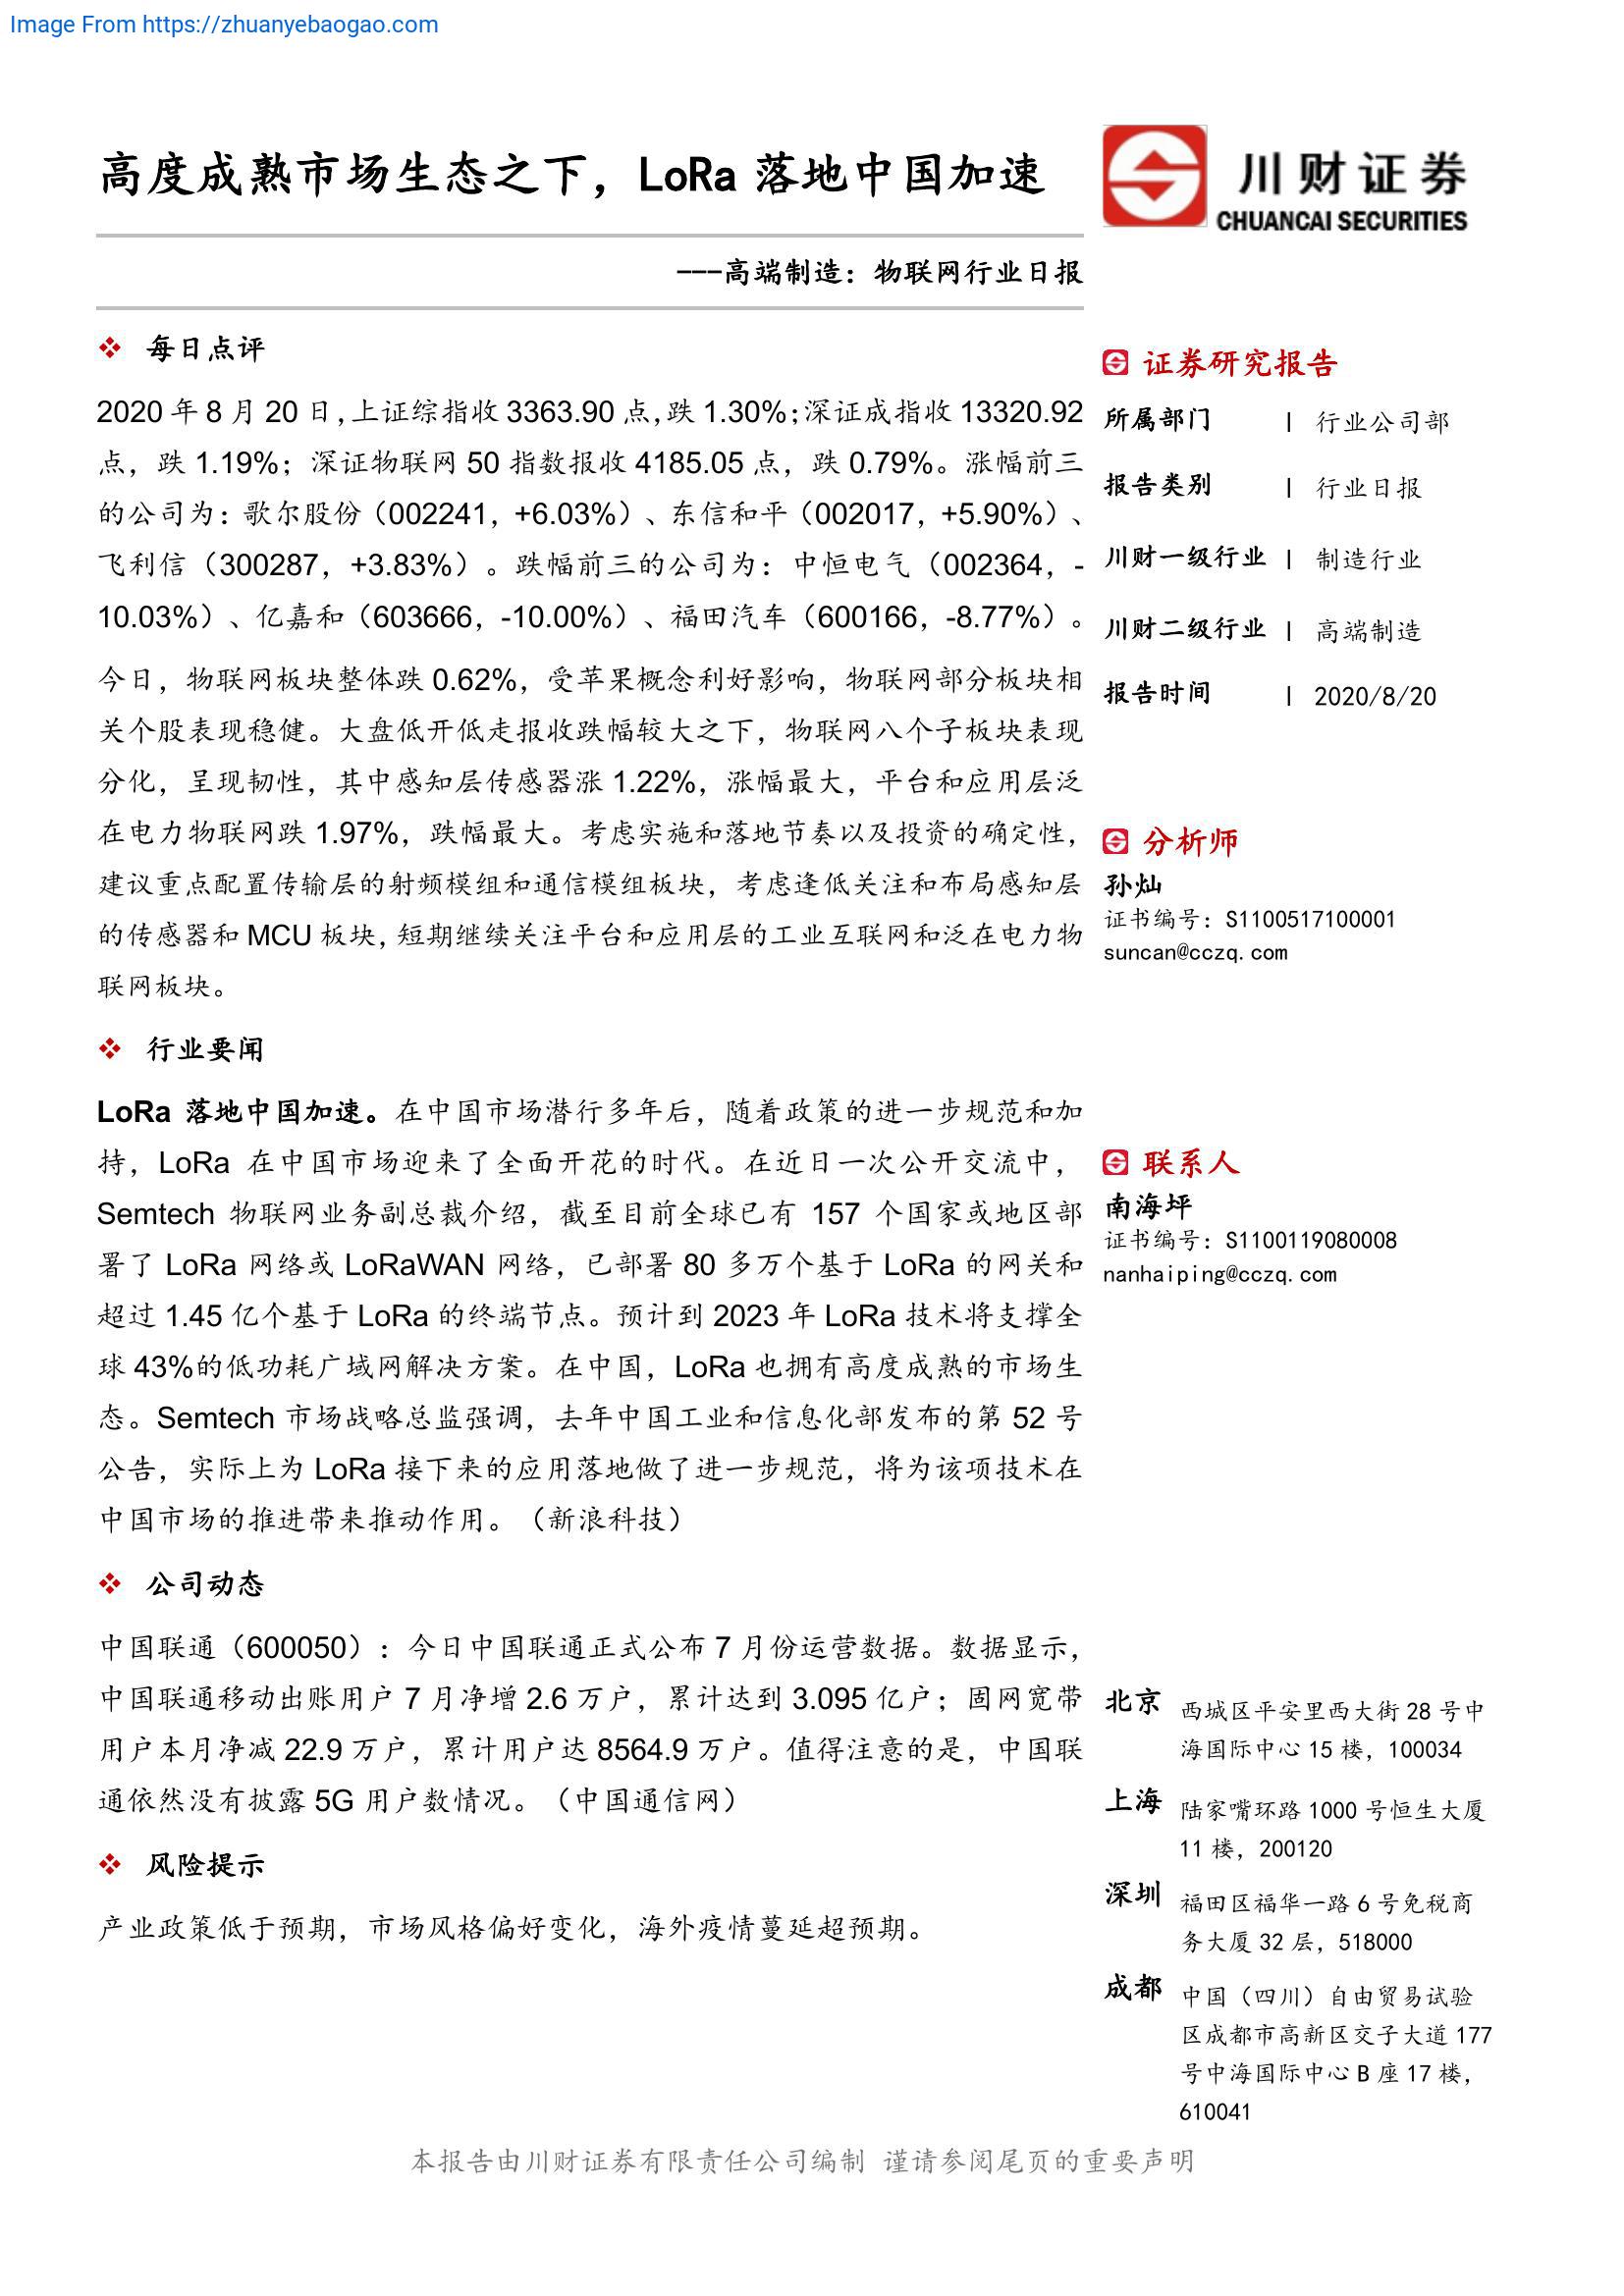 Image From https://zhuanyebaogao.com
高度成熟市场生态之下，LoRa 落地中国加速
川财证券
CHUANCAI SECURITIES
---高端制造：物联网行业日报
❖ 每日点评
2020 年 8 月 20 日，上证综指收 3363.90 点，跌 1.30%；深证成指收 13320.92
点，跌 1.19%；深证物联网 50 指数报收 4185.05 点，跌 0.79%。涨幅前三
的公司为：歌尔股份（002241，+6.03%）、东信和平（002017，+5.90%）、
飞利信（300287，+3.83%）。跌幅前三的公司为：中恒电气（002364，-
10.03%）、亿嘉和（603666，-10.00%）、福田汽车（600166，-8.77%）。
今日，物联网板块整体跌 0.62%，受苹果概念利好影响，物联网部分板块相
关个股表现稳健。大盘低开低走报收跌幅较大之下，物联网八个子板块表现
分化，呈现韧性，其中感知层传感器涨 1.22%，涨幅最大，平台和应用层泛
在电力物联网跌 1.97%，跌幅最大。考虑实施和落地节奏以及投资的确定性，
建议重点配置传输层的射频模组和通信模组板块，考虑逢低关注和布局感知层
的传感器和 MCU 板块，短期继续关注平台和应用层的工业互联网和泛在电力物
联网板块。
❖ 行业要闻
LoRa 落地中国加速。在中国市场潜行多年后，随着政策的进一步规范和加
持，LoRa 在中国市场迎来了全面开花的时代。在近日一次公开交流中，
Semtech 物联网业务副总裁介绍，截至目前全球已有 157 个国家或地区部
署了 LoRa 网络或 LoRaWAN 网络，已部署 80 多万个基于 LoRa 的网关和
超过 1.45 亿个基于 LoRa 的终端节点。预计到 2023 年 LoRa 技术将支撑全
球 43%的低功耗广域网解决方案。在中国，LoRa 也拥有高度成熟的市场生
态。Semtech 市场战略总监强调，去年中国工业和信息化部发布的第 52 号
公告，实际上为 LoRa 接下来的应用落地做了进一步规范，将为该项技术在
中国市场的推进带来推动作用。（新浪科技）
❖ 公司动态
中国联通（600050）：今日中国联通正式公布 7 月份运营数据。数据显示，
中国联通移动出账用户 7 月净增 2.6 万户，累计达到 3.095 亿户；固网宽带
用户本月净减 22.9 万户，累计用户达 8564.9 万户。值得注意的是，中国联
通依然没有披露 5G 用户数情况。（中国通信网）
❖ 风险提示
产业政策低于预期，市场风格偏好变化，海外疫情蔓延超预期。
证券研究报告
所属部门 | 行业公司部
报告类别 | 行业日报
川财一级行业 | 制造行业
川财二级行业 | 高端制造
报告时间 | 2020/8/20
分析师
孙灿
证书编号：S1100517100001
suncan@cczq.com
联系人
南海坪
证书编号：S1100119080008
nanhaiping@cczq.com
北京 西城区平安里西大街 28 号中
海国际中心 15 楼，100034
上海 陆家嘴环路 1000 号恒生大厦
11 楼，200120
深圳 福田区福华一路 6 号免税商
务大厦 32 层，518000
成都 中国（四川）自由贸易试验
区成都市高新区交子大道 177
号中海国际中心 B 座 17 楼，
610041
本报告由川财证券有限责任公司编制 谨请参阅尾页的重要声明